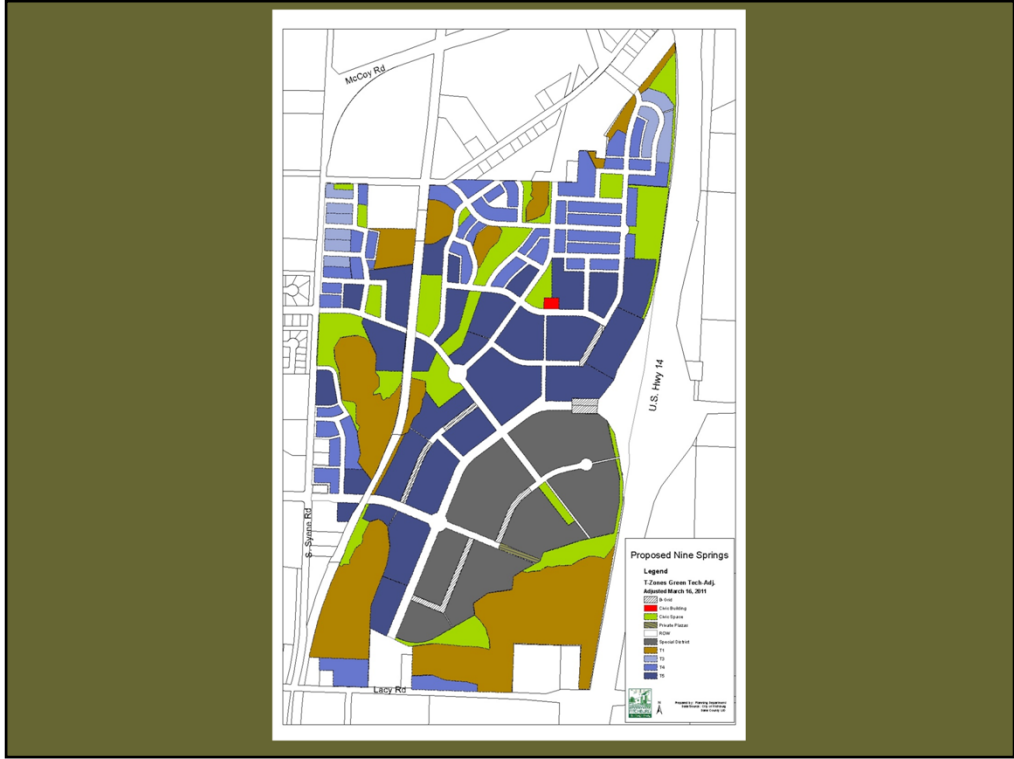 McCoy Rd
U.S. Hwy 14
S. Syene Rd
Lacy Rd
Proposed Nine Springs
Legend
T-Zones Green Tech-Adj.
Adjusted March 16, 2011
B-Grid
Civic Building
Civic Space
Private Plazas
ROW
Special District
T1
T3
T4
T5
N